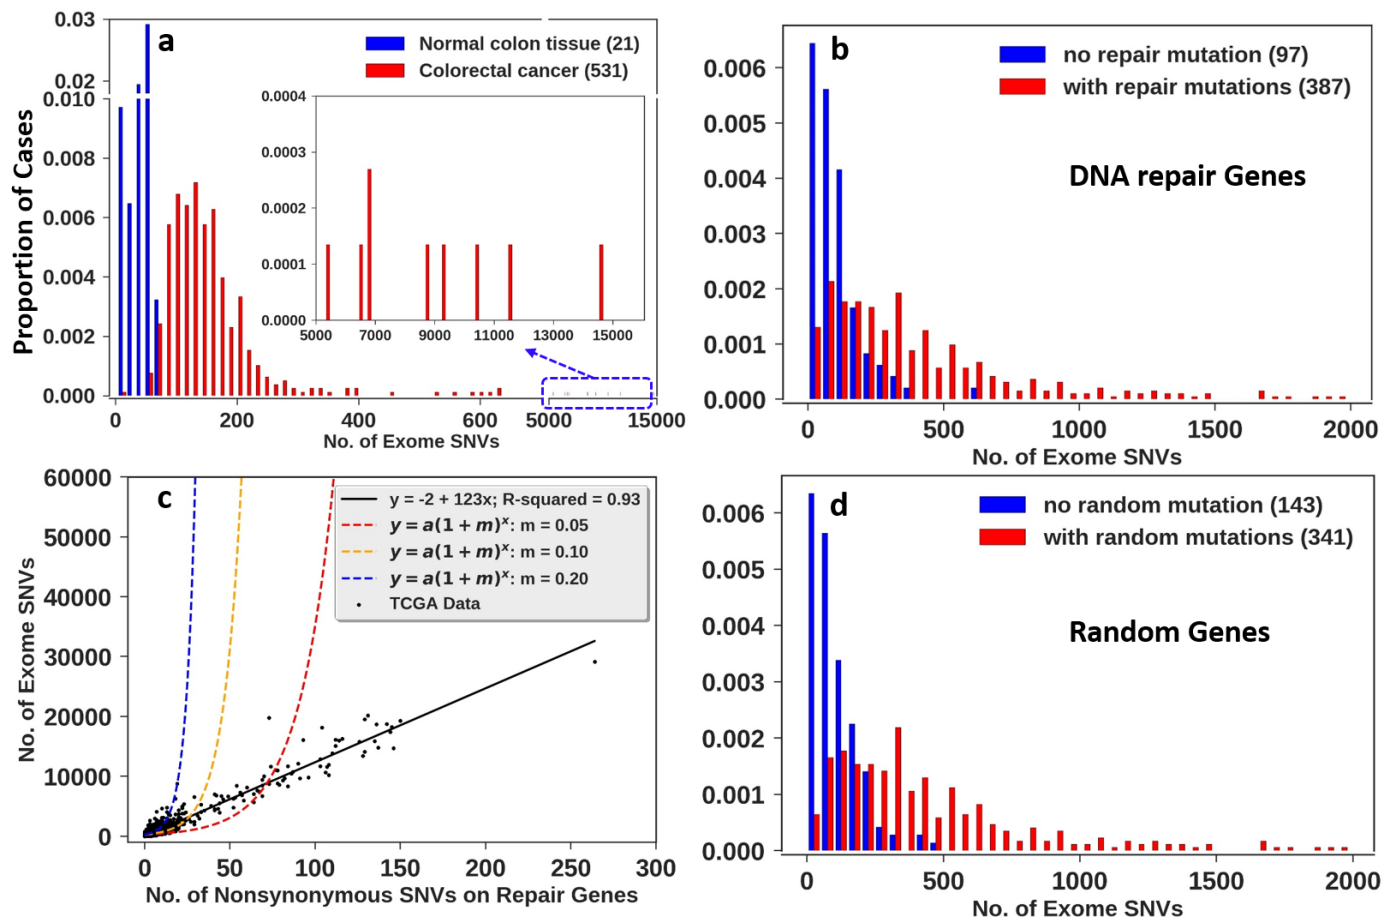 a
Normal colon tissue (21)
Colorectal cancer (531)
Proportion of Cases
0.03
0.02
0.010
0.008
0.006
0.004
0.002
0.000
0.0004
0.0003
0.0002
0.0001
0.0000
5000 7000 9000 11000 13000 15000
0 200 400 600 5000 15000
No. of Exome SNVs
b
no repair mutation (97)
with repair mutations (387)
DNA repair Genes
0.006
0.005
0.004
0.003
0.002
0.001
0.000
0 500 1000 1500 2000
No. of Exome SNVs
c
y = -2 + 123x; R-squared = 0.93
y = a(1 + m)ˣ: m = 0.05
y = a(1 + m)ˣ: m = 0.10
y = a(1 + m)ˣ: m = 0.20
TCGA Data
No. of Exome SNVs
60000
50000
40000
30000
20000
10000
0
0 50 100 150 200 250 300
No. of Nonsynonymous SNVs on Repair Genes
d
no random mutation (143)
with random mutations (341)
Random Genes
0.006
0.005
0.004
0.003
0.002
0.001
0.000
0 500 1000 1500 2000
No. of Exome SNVs